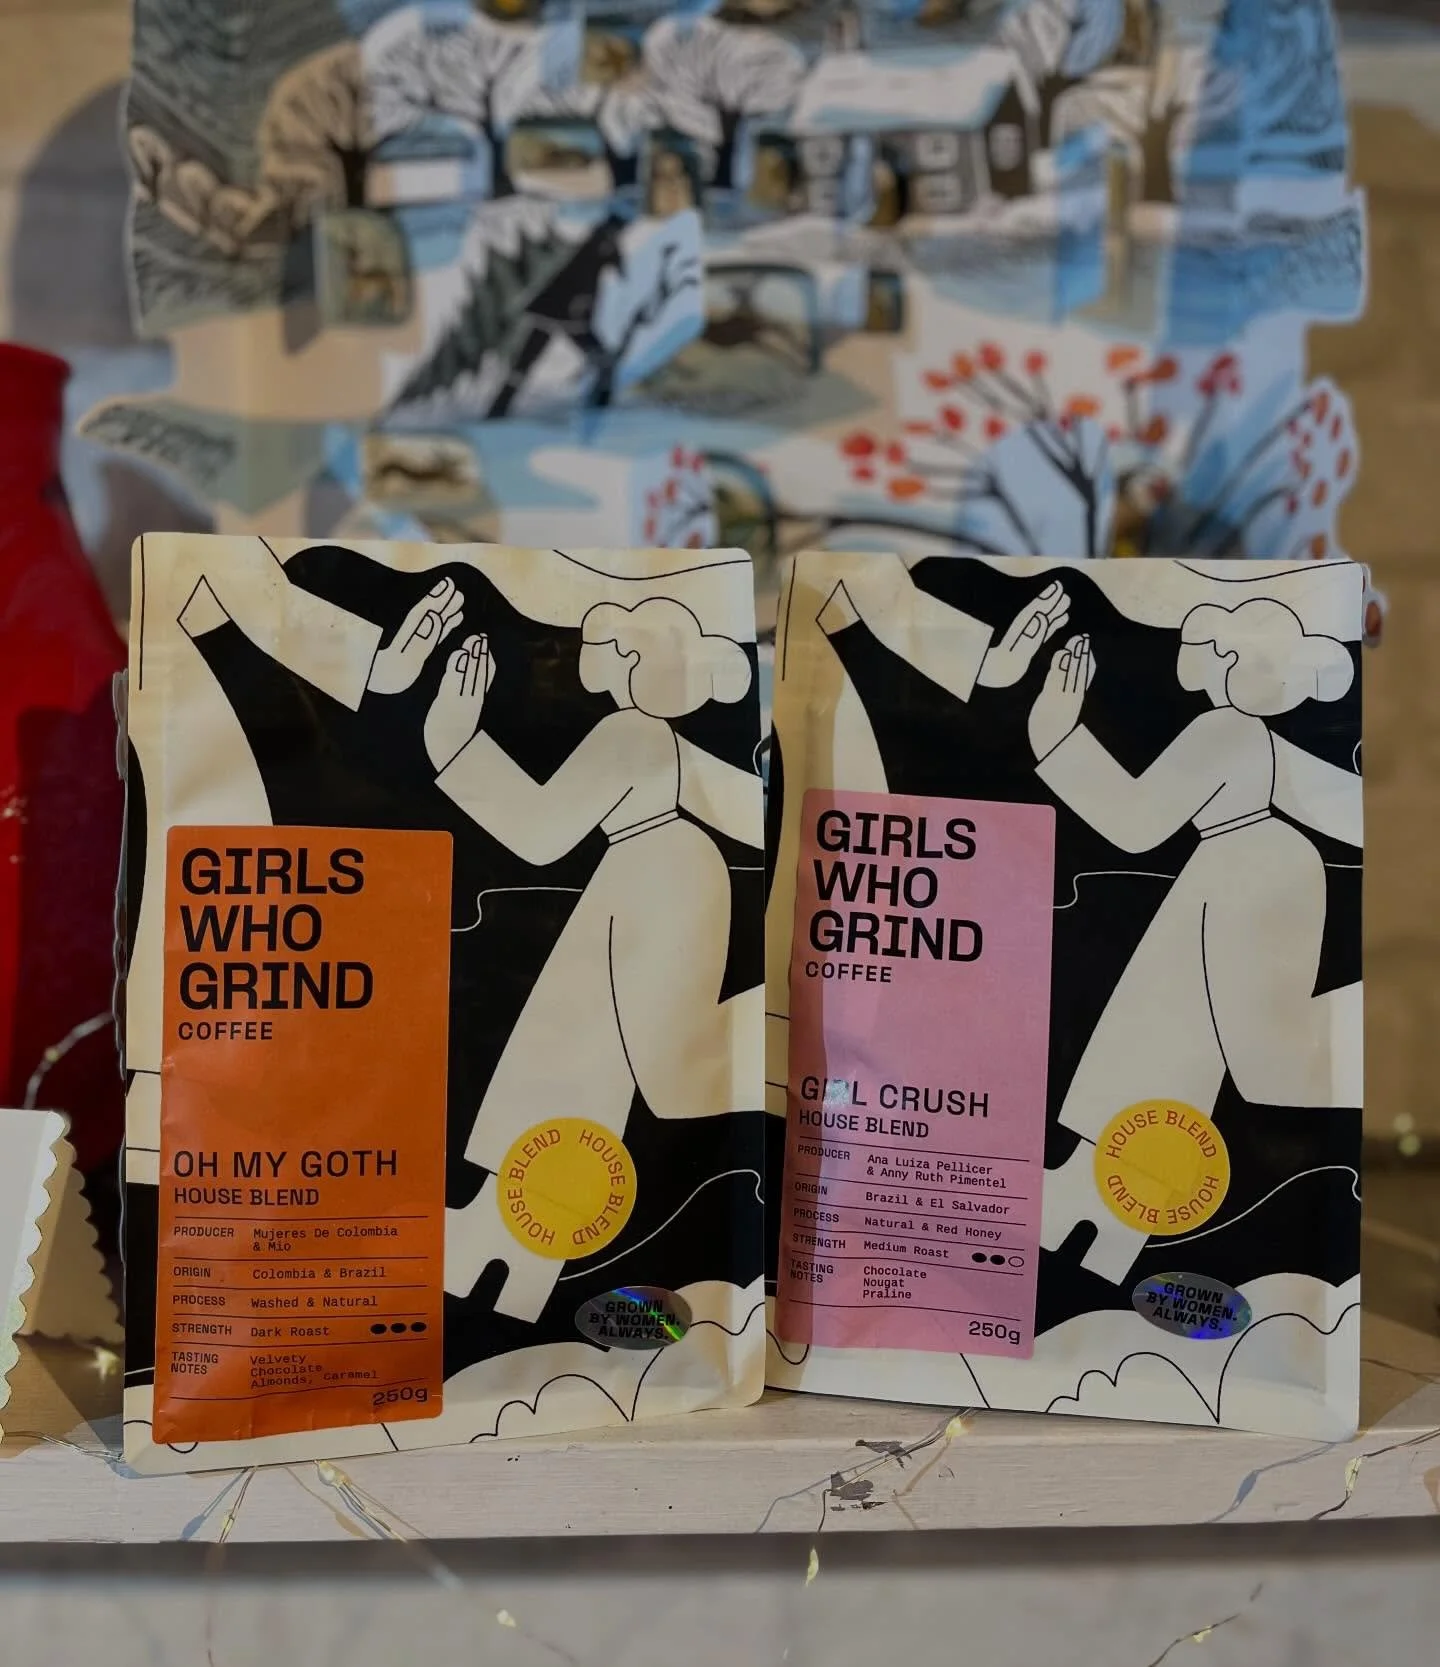 GIRLS
WHO
GRIND
COFFEE
OH MY GOTH
HOUSE BLEND
PRODUCER Mujeres De Colombia
& Mio
ORIGIN Colombia & Brazil
PROCESS Washed & Natural
STRENGTH Dark Roast
TASTING NOTES Velvety
Chocolate
Almonds, Caramel
250g
HOUSE BLEND HOUSE BLEND
GROWN
BY WOMEN.
ALWAYS.
GIRLS
WHO
GRIND
COFFEE
GIRL CRUSH
HOUSE BLEND
PRODUCER Ana Luiza Pellicer
& Anny Ruth Pimentel
ORIGIN Brazil & El Salvador
PROCESS Natural & Red Honey
STRENGTH Medium Roast
TASTING NOTES Chocolate
Nougat
Praline
250g
HOUSE BLEND HOUSE BLEND
GROWN
BY WOMEN.
ALWAYS.